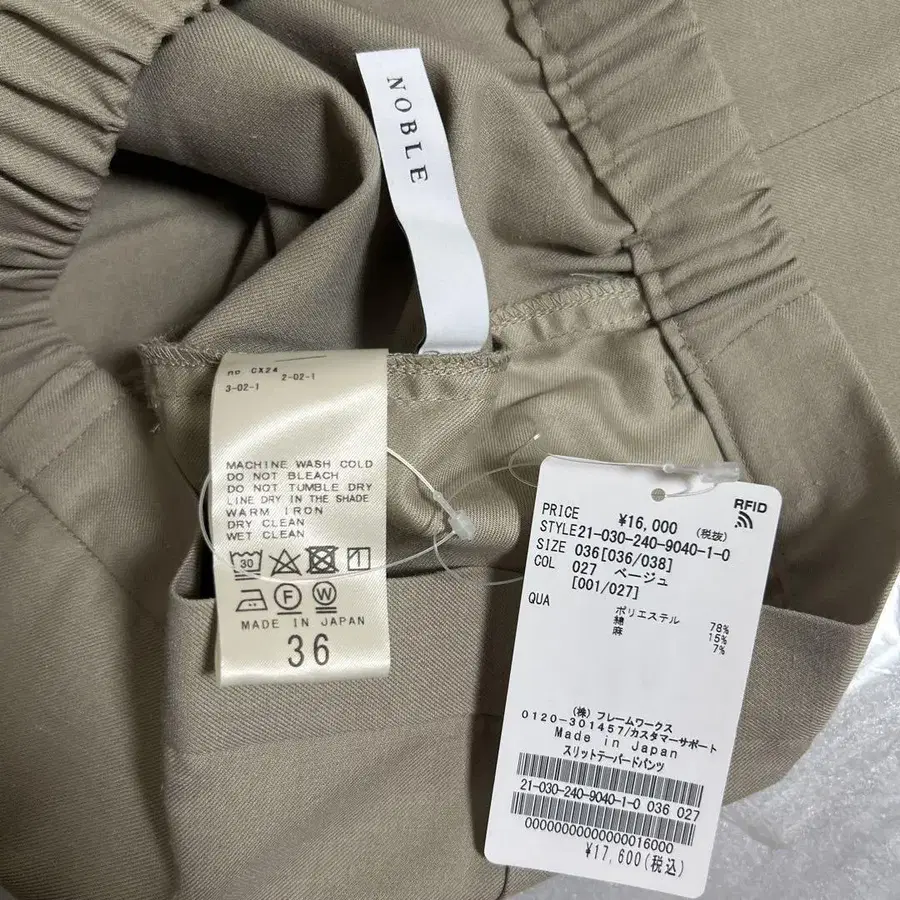 NOBLE
no. CX24
2-02-1
3-02-1
MACHINE WASH COLD
DO NOT BLEACH
DO NOT TUMBLE DRY
LINE DRY IN THE SHADE
WARM IRON
DRY CLEAN
WET CLEAN
30
F
W
MADE IN JAPAN
36
RFID
PRICE ¥16,000 (税抜)
STYLE21-030-240-9040-1-0
SIZE 036[036/038]
COL 027 ベージュ
[001/027]
QUA
ポリエステル 78%
綿 15%
麻 7%
(株) フレームワークス
0120-301457/カスタマーサポート
Made in Japan
スリットテーパードパンツ
21-030-240-9040-1-0 036 027
0000000000000000016000
¥17,600(税込)